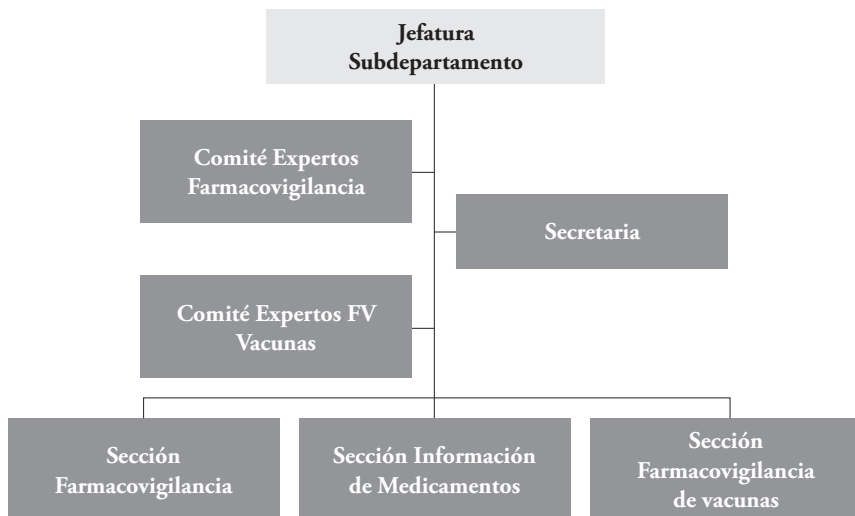 Jefatura
Subdepartamento
Comité Expertos
Farmacovigilancia
Secretaria
Comité Expertos FV
Vacunas
Sección
Farmacovigilancia
Sección Información
de Medicamentos
Sección
Farmacovigilancia
de vacunas